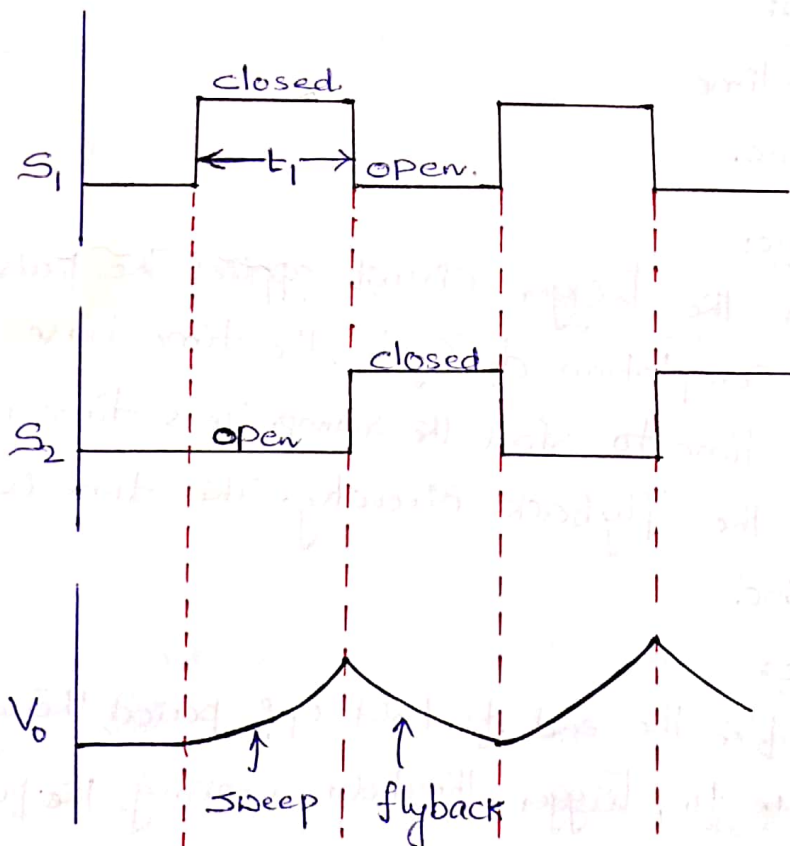 closed
S₁
t₁
open.
closed
S₂
open
V₀
sweep
flyback